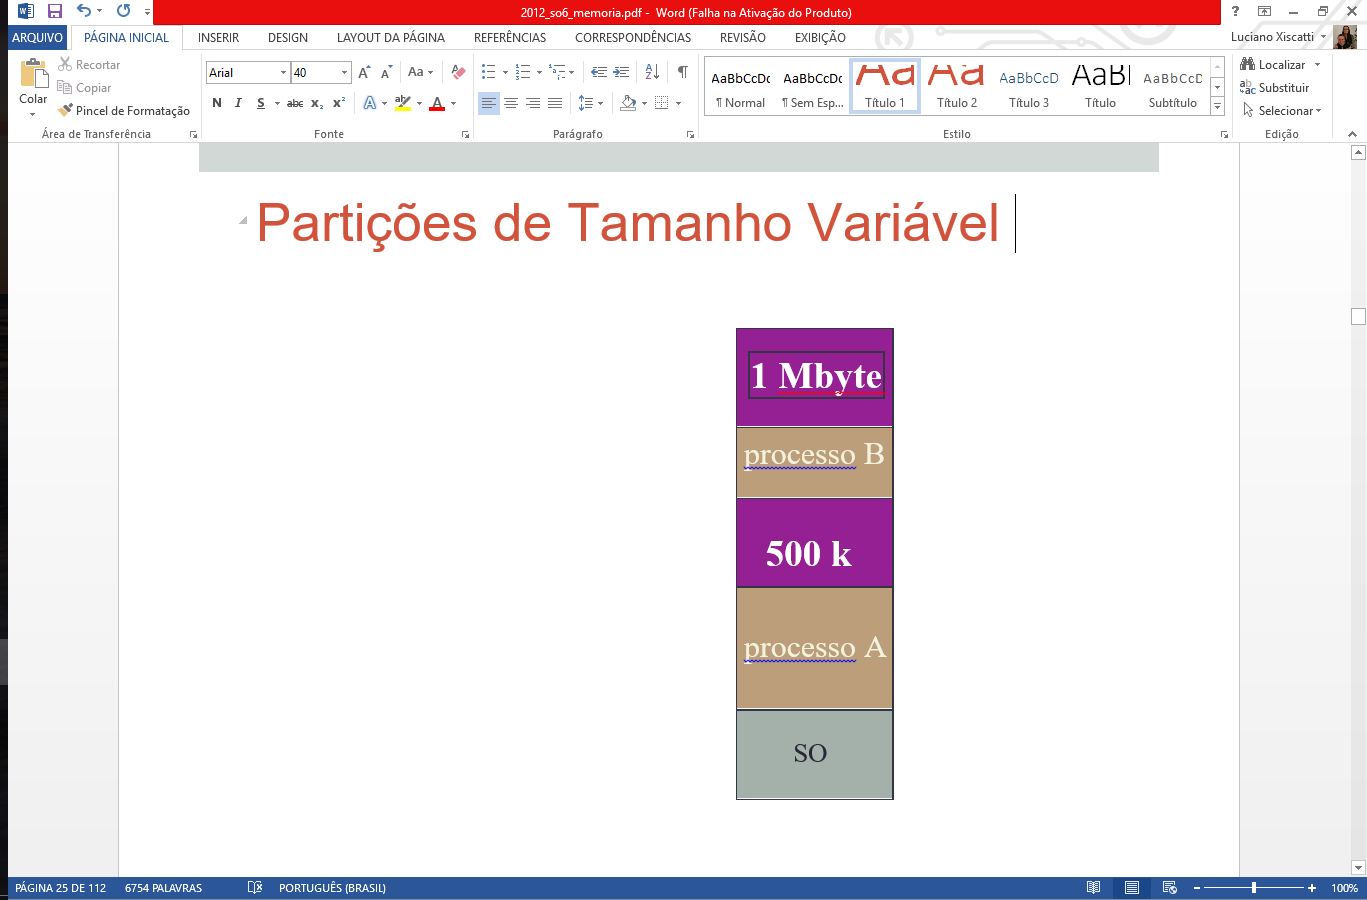 2012_so6_memoria.pdf - Word (Falha na Ativação do Produto)
?
ARQUIVO PÁGINA INICIAL INSERIR DESIGN LAYOUT DA PÁGINA REFERÊNCIAS CORRESPONDÊNCIAS REVISÃO EXIBIÇÃO
Luciano Xiscatti
Colar
Recortar
Copiar
Pincel de Formatação
Área de Transferência
Arial 40
N I S abc x₂ x²
Fonte
Parágrafo
AaBbCcDc AaBbCcDc AaBbCcD AaBbCcD
¶ Normal ¶ Sem Esp... Título 1 Título 2 Título 3 Título Subtítulo
Estilo
Localizar
Substituir
Selecionar
Edição
Partições de Tamanho Variável
1 Mbyte
processo B
500 k
processo A
SO
PÁGINA 25 DE 112 6754 PALAVRAS PORTUGUÊS (BRASIL) 100%